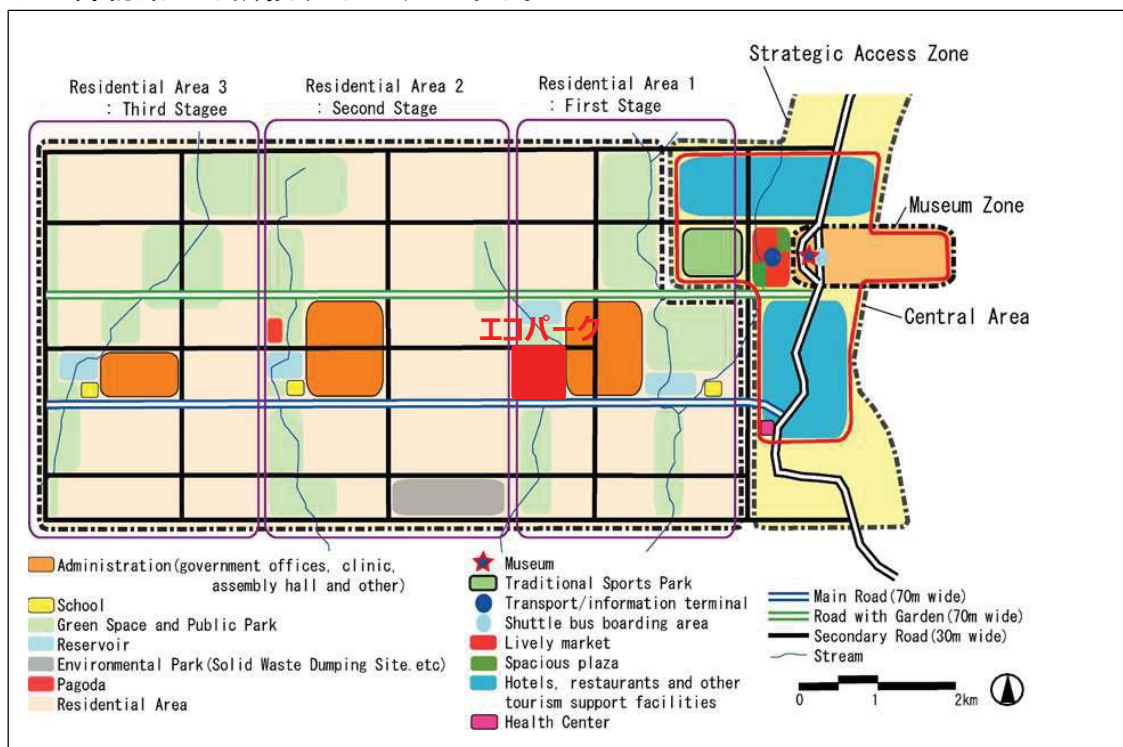 Strategic Access Zone
Residential Area 3
: Third Stagee
Residential Area 2
: Second Stage
Residential Area 1
: First Stage
Museum Zone
エコパーク
Central Area
Administration(government offices, clinic,
assembly hall and other)
School
Green Space and Public Park
Reservoir
Environmental Park(Solid Waste Dumping Site.etc)
Pagoda
Residential Area
Museum
Traditional Sports Park
Transport/information terminal
Shuttle bus boarding area
Lively market
Spacious plaza
Hotels, restaurants and other
tourism support facilities
Health Center
Main Road(70m wide)
Road with Garden(70m wide)
Secondary Road(30m wide)
Stream
0 1 2km